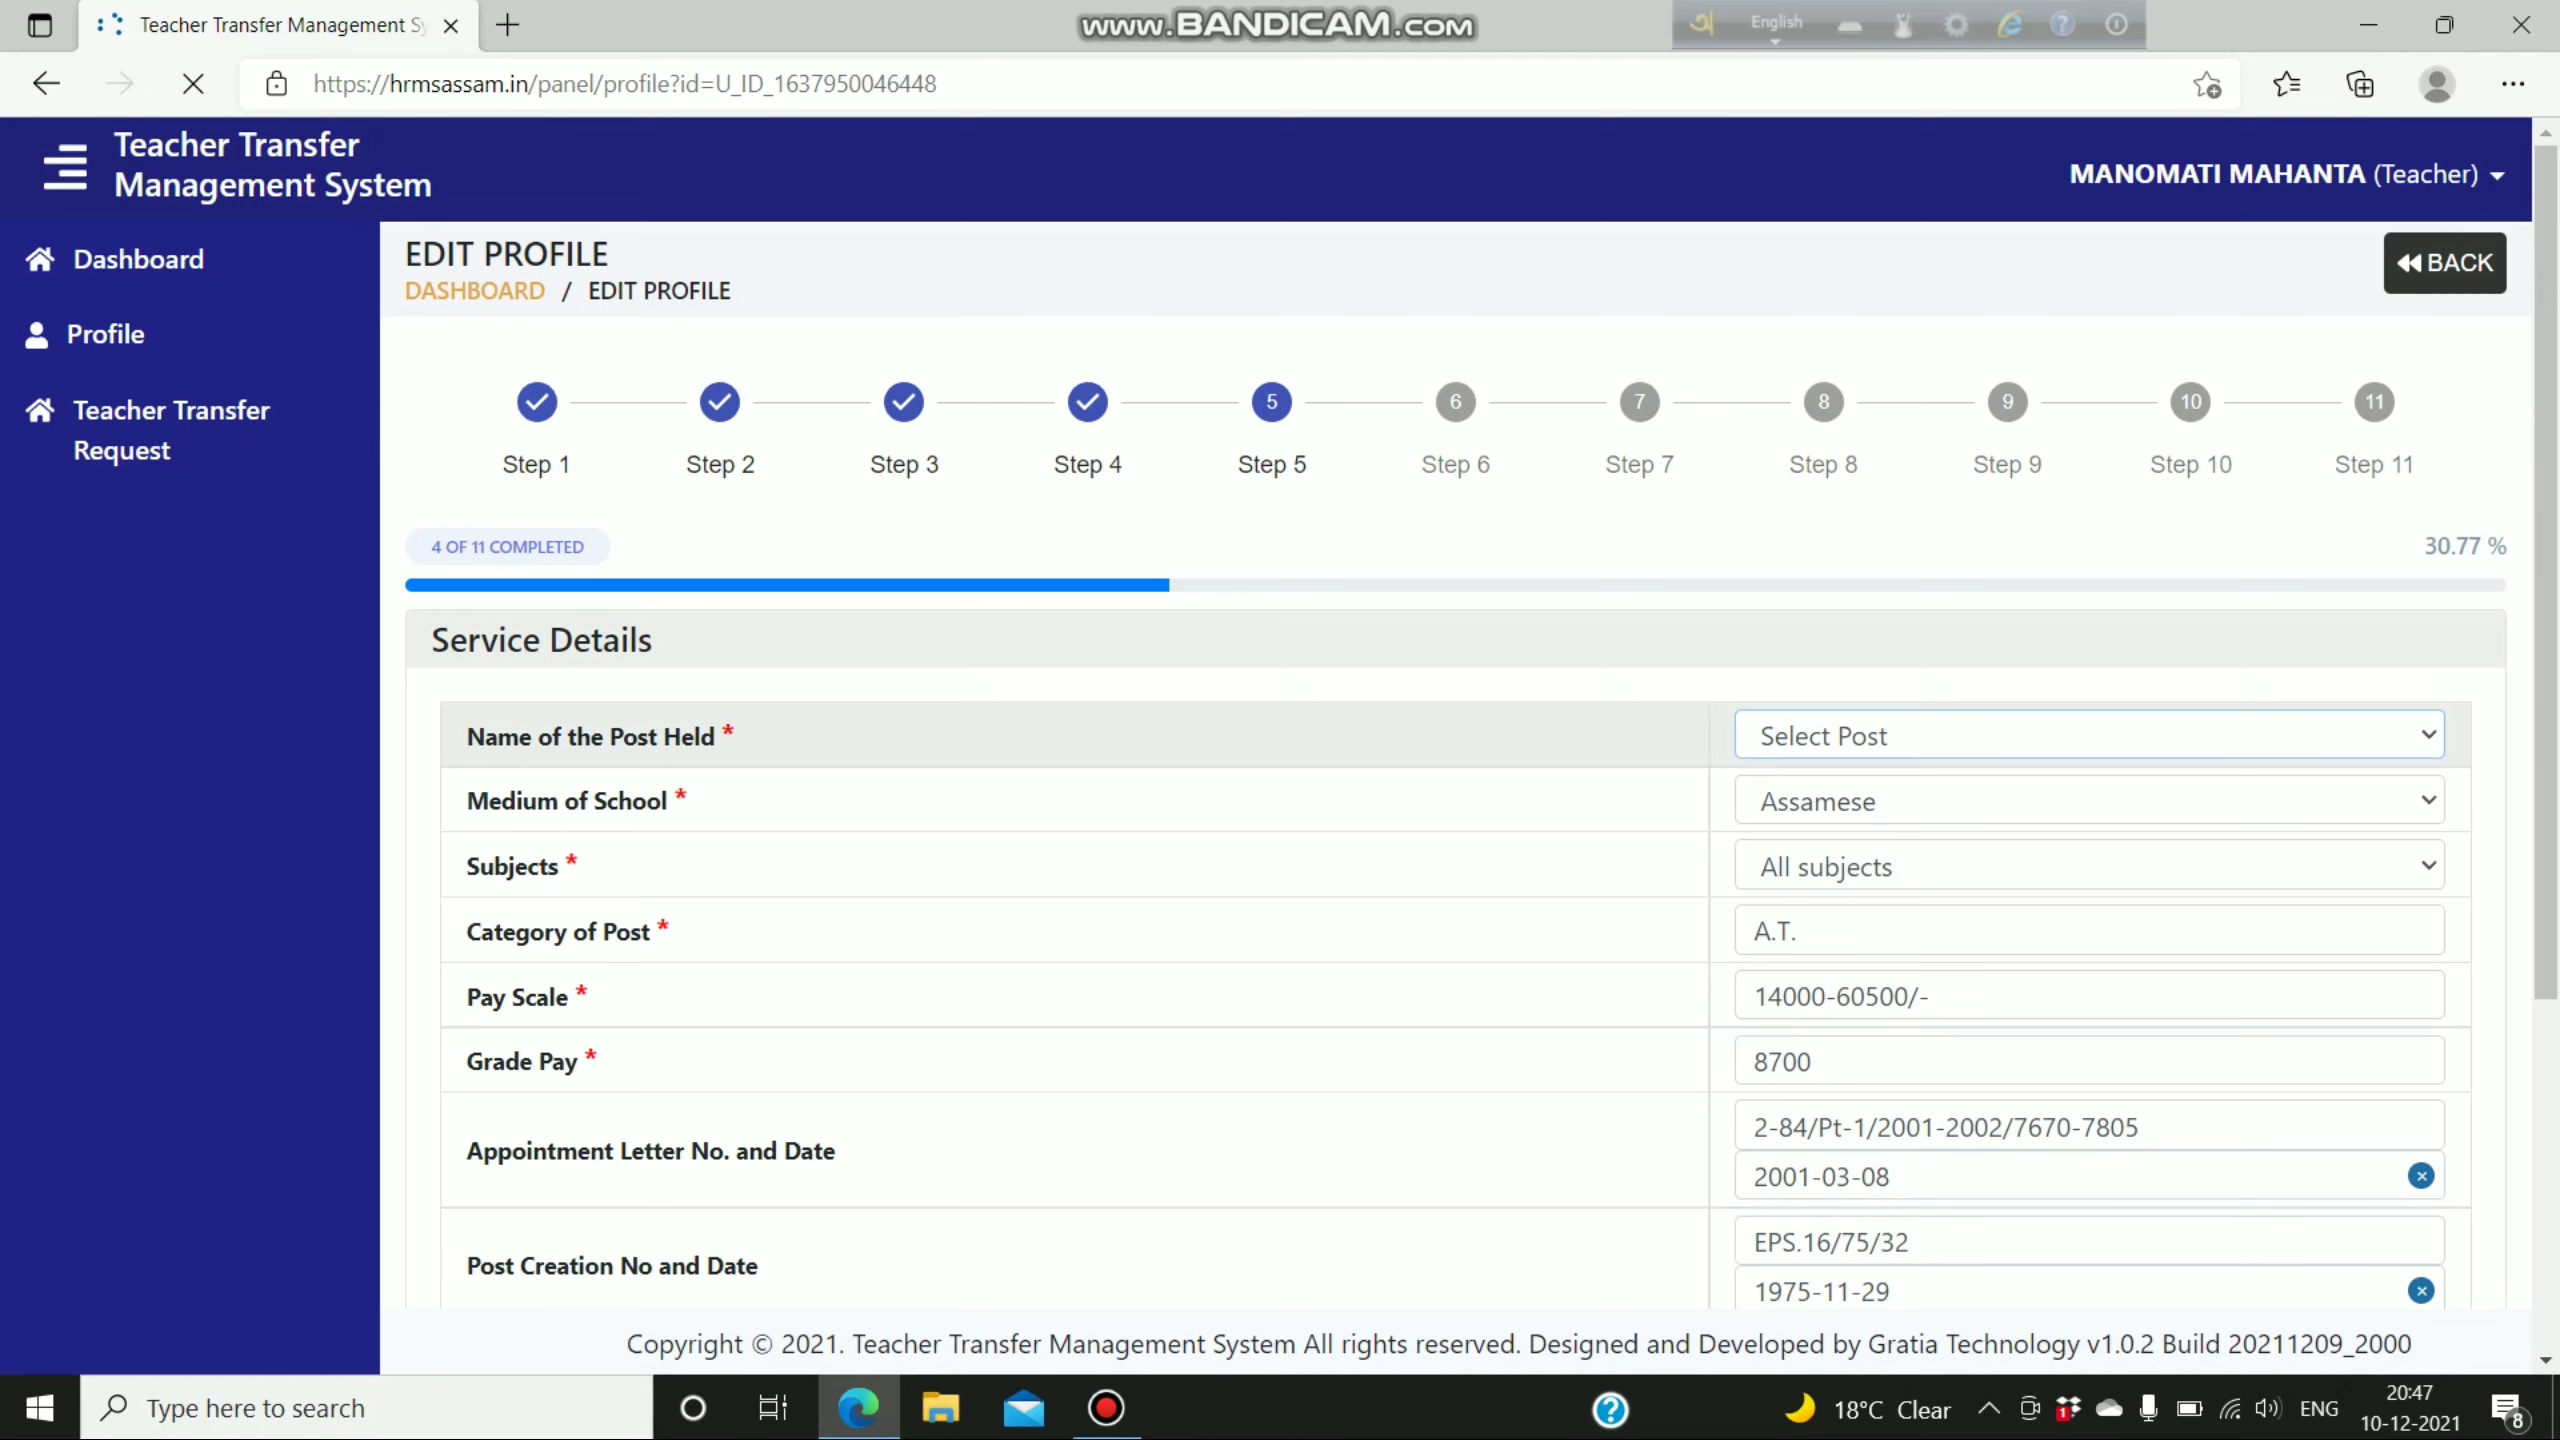 Teacher Transfer Management Sy
www.BANDICAM.com
English
https://hrmsassam.in/panel/profile?id=U_ID_1637950046448
Teacher Transfer
Management System
MANOMATI MAHANTA (Teacher)
Dashboard
Profile
Teacher Transfer
Request
EDIT PROFILE
DASHBOARD / EDIT PROFILE
BACK
5 6 7 8 9 10 11
Step 1 Step 2 Step 3 Step 4 Step 5 Step 6 Step 7 Step 8 Step 9 Step 10 Step 11
4 OF 11 COMPLETED
30.77 %
Service Details
Name of the Post Held * Select Post
Medium of School * Assamese
Subjects * All subjects
Category of Post * A.T.
Pay Scale * 14000-60500/-
Grade Pay * 8700
Appointment Letter No. and Date
2-84/Pt-1/2001-2002/7670-7805
2001-03-08
Post Creation No and Date
EPS.16/75/32
1975-11-29
Copyright © 2021. Teacher Transfer Management System All rights reserved. Designed and Developed by Gratia Technology v1.0.2 Build 20211209_2000
Type here to search
18°C Clear
1
ENG
20:47
10-12-2021
8